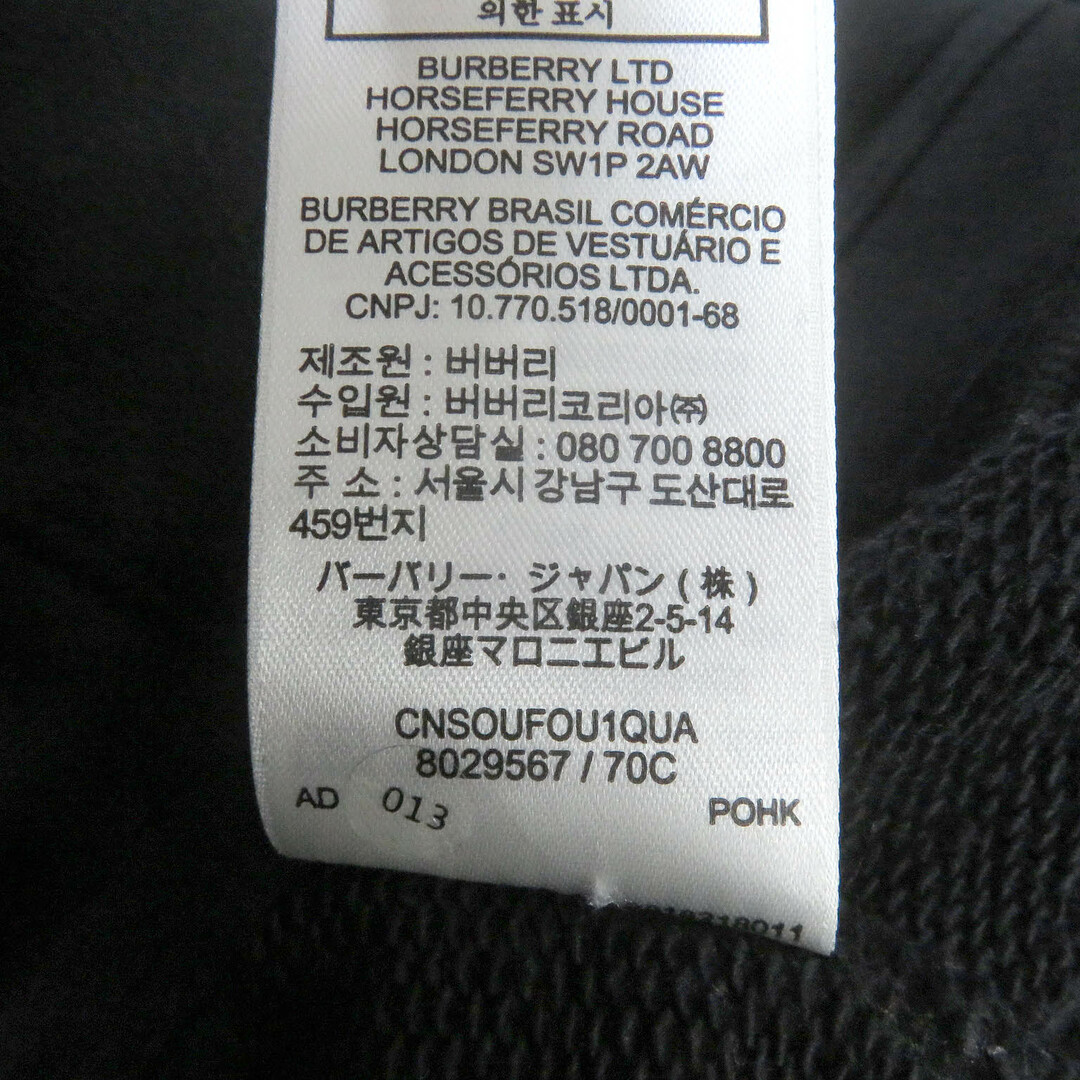 의한 표시
BURBERRY LTD
HORSEFERRY HOUSE
HORSEFERRY ROAD
LONDON SW1P 2AW
BURBERRY BRASIL COMÉRCIO
DE ARTIGOS DE VESTUÁRIO E
ACESSÓRIOS LTDA.
CNPJ: 10.770.518/0001-68
제조원 : 버버리
수입원 : 버버리코리아㈜
소비자상담실 : 080 700 8800
주 소 : 서울시 강남구 도산대로
459번지
バーバリー・ジャパン ( 株 )
東京都中央区銀座2-5-14
銀座マロニエビル
CNSOUFOU1QUA
8029567 / 70C
AD 013 POHK